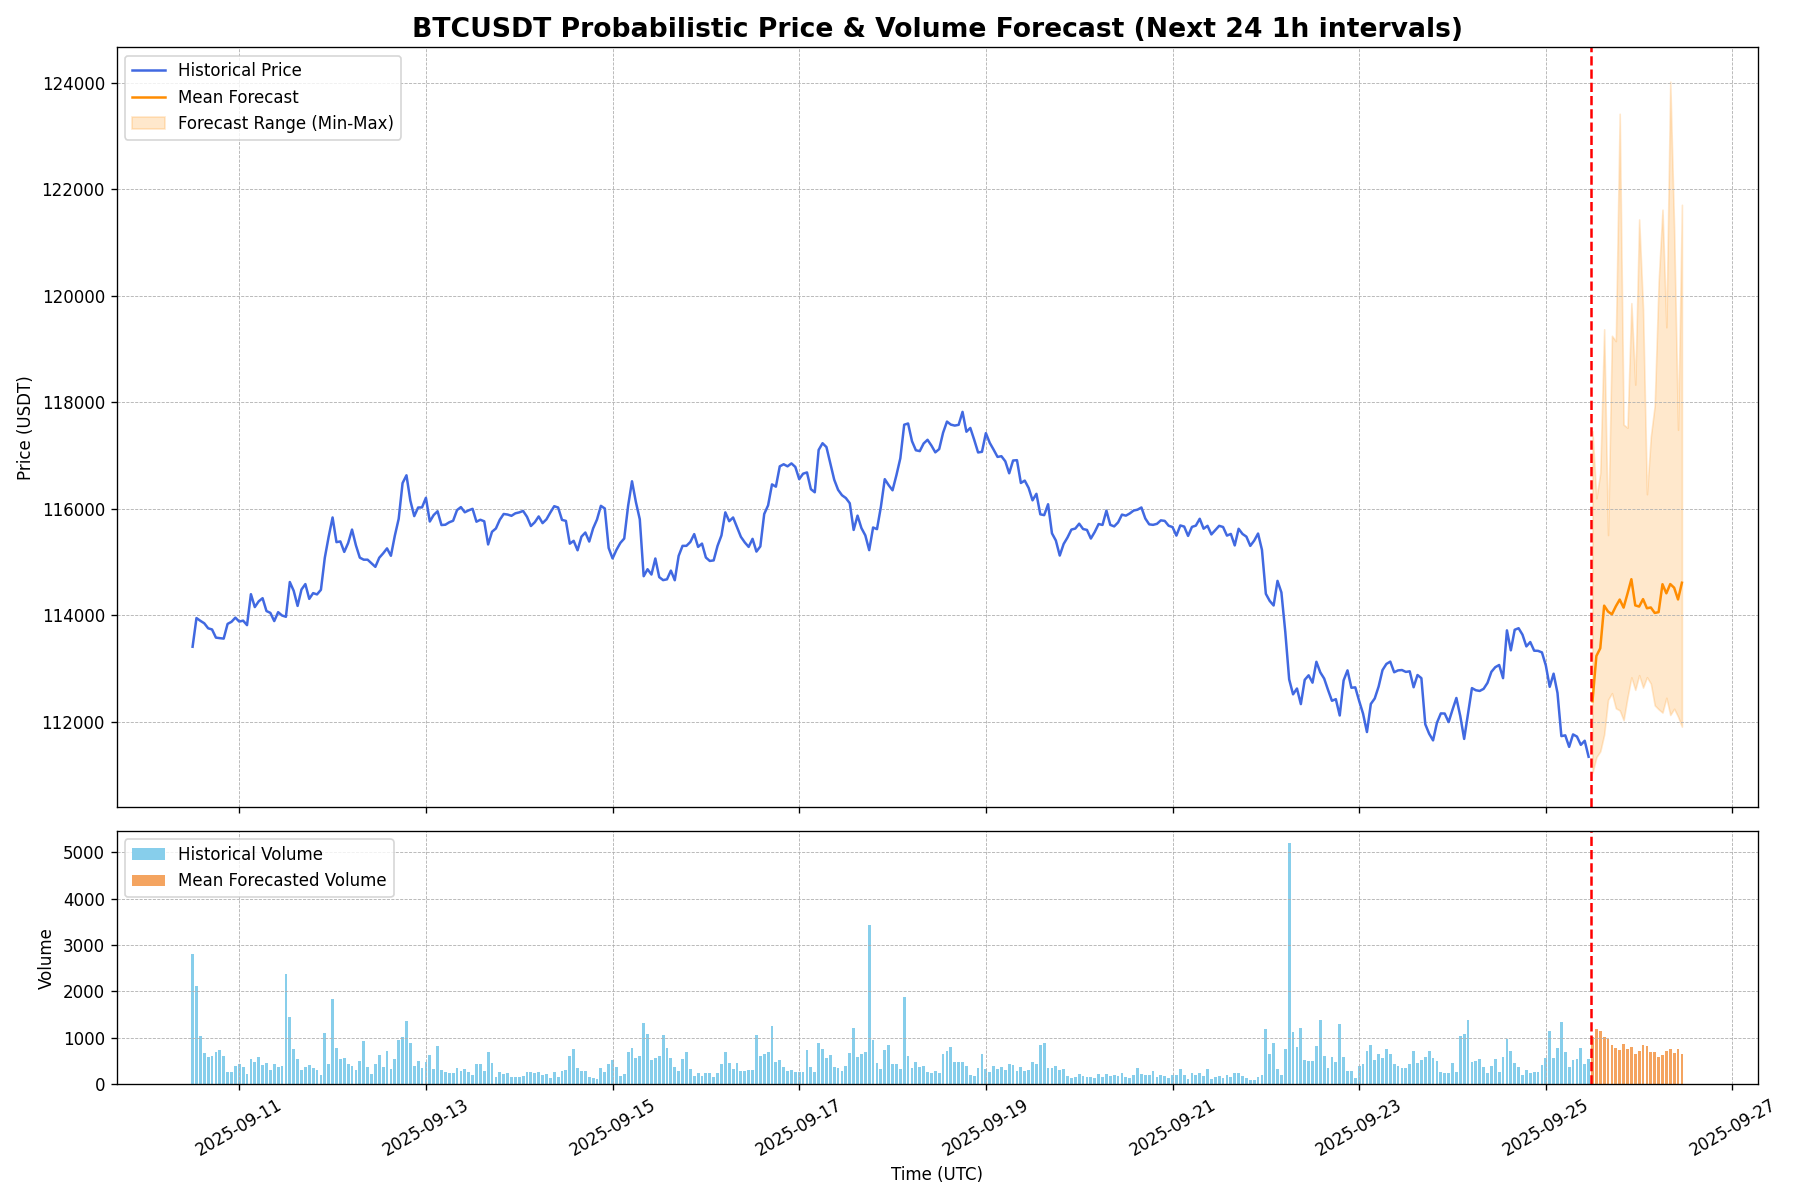 BTCUSDT Probabilistic Price & Volume Forecast (Next 24 1h intervals)
Historical Price
Mean Forecast
Forecast Range (Min-Max)
124000
122000
120000
118000
116000
114000
112000
Price (USDT)
Historical Volume
Mean Forecasted Volume
5000
4000
3000
2000
1000
0
Volume
2025-09-11
2025-09-13
2025-09-15
2025-09-17
2025-09-19
2025-09-21
2025-09-23
2025-09-25
2025-09-27
Time (UTC)